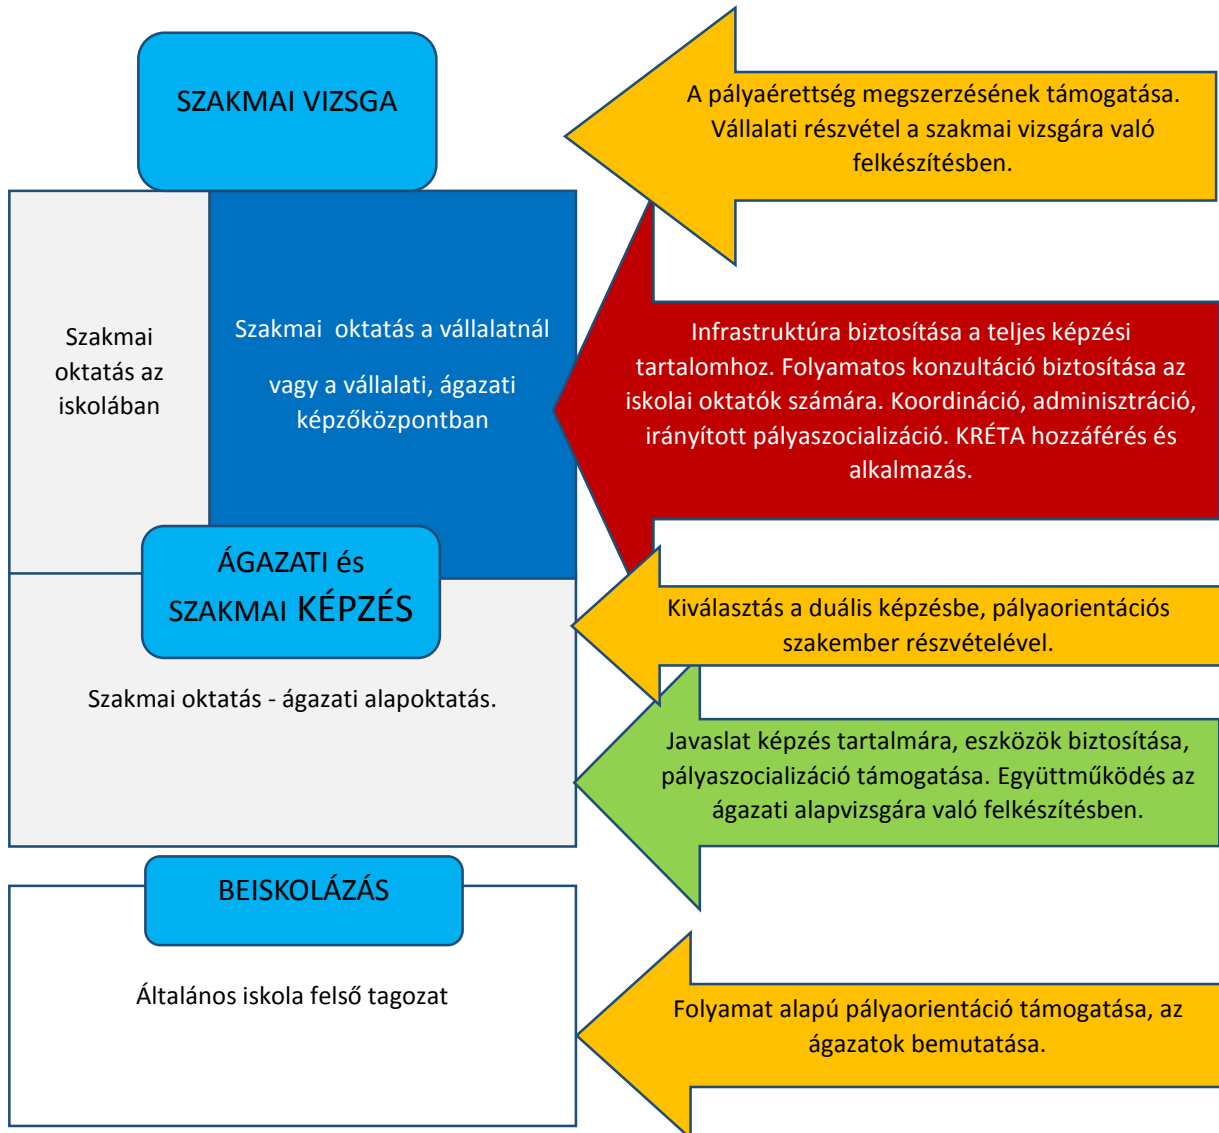 SZAKMAI VIZSGA
A pályaérettség megszerzésének támogatása.
Vállalati részvétel a szakmai vizsgára való
felkészítésben.
Szakmai
oktatás az
iskolában
Szakmai  oktatás a vállalatnál
vagy a vállalati, ágazati
képzőközpontban
Infrastruktúra biztosítása a teljes képzési
tartalomhoz. Folyamatos konzultáció biztosítása az
iskolai oktatók számára. Koordináció, adminisztráció,
irányított pályaszocializáció. KRÉTA hozzáférés és
alkalmazás.
ÁGAZATI és
SZAKMAI KÉPZÉS
Kiválasztás a duális képzésbe, pályaorientációs
szakember részvételével.
Szakmai oktatás - ágazati alapoktatás.
Javaslat képzés tartalmára, eszközök biztosítása,
pályaszocializáció támogatása. Együttműködés az
ágazati alapvizsgára való felkészítésben.
BEISKOLÁZÁS
Általános iskola felső tagozat
Folyamat alapú pályaorientáció támogatása, az
ágazatok bemutatása.